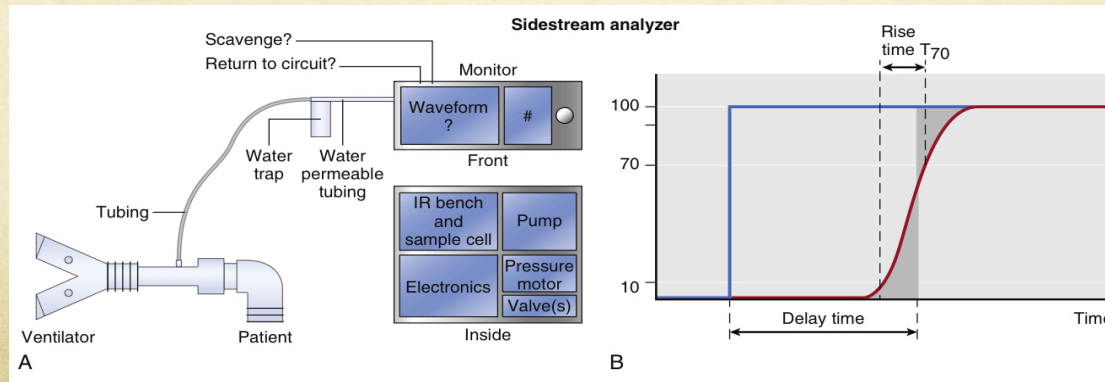 Sidestream analyzer
Scavenge?
Return to circuit?
Monitor
Waveform
?
#
Front
Water
trap
Water
permeable
tubing
Tubing
IR bench
and
sample cell
Pump
Electronics
Pressure
motor
Valve(s)
Inside
Ventilator
Patient
A
Rise
time T70
100
70
10
Delay time
Time
B